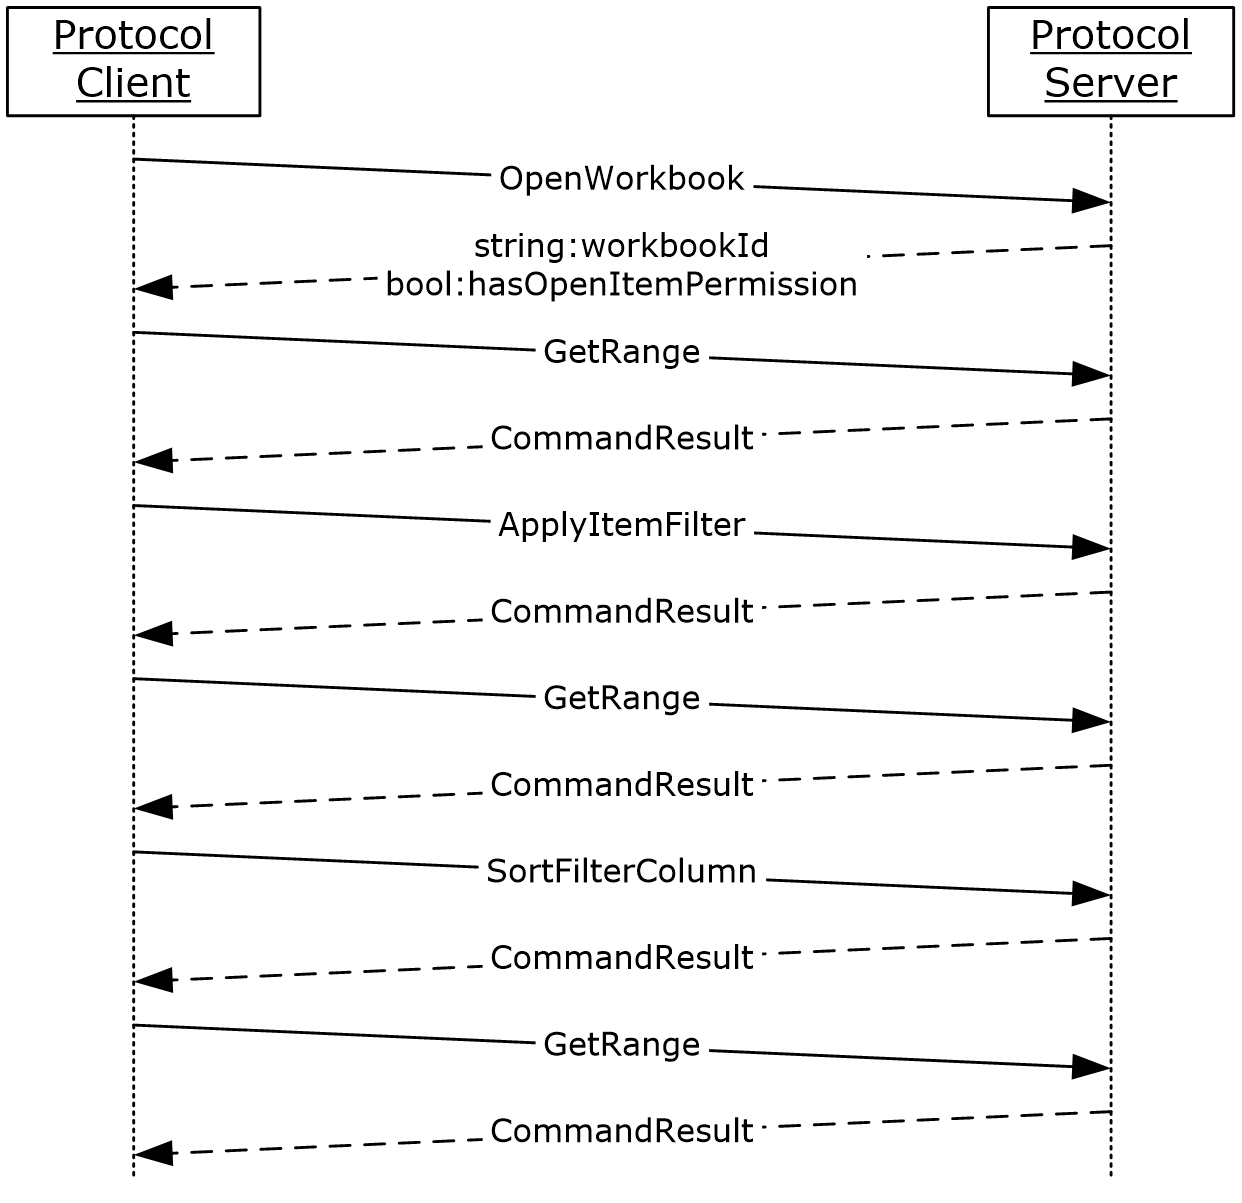 Protocol
Client
Protocol
Server
OpenWorkbook
string:workbookId
bool:hasOpenItemPermission
GetRange
CommandResult
ApplyItemFilter
CommandResult
GetRange
CommandResult
SortFilterColumn
CommandResult
GetRange
CommandResult